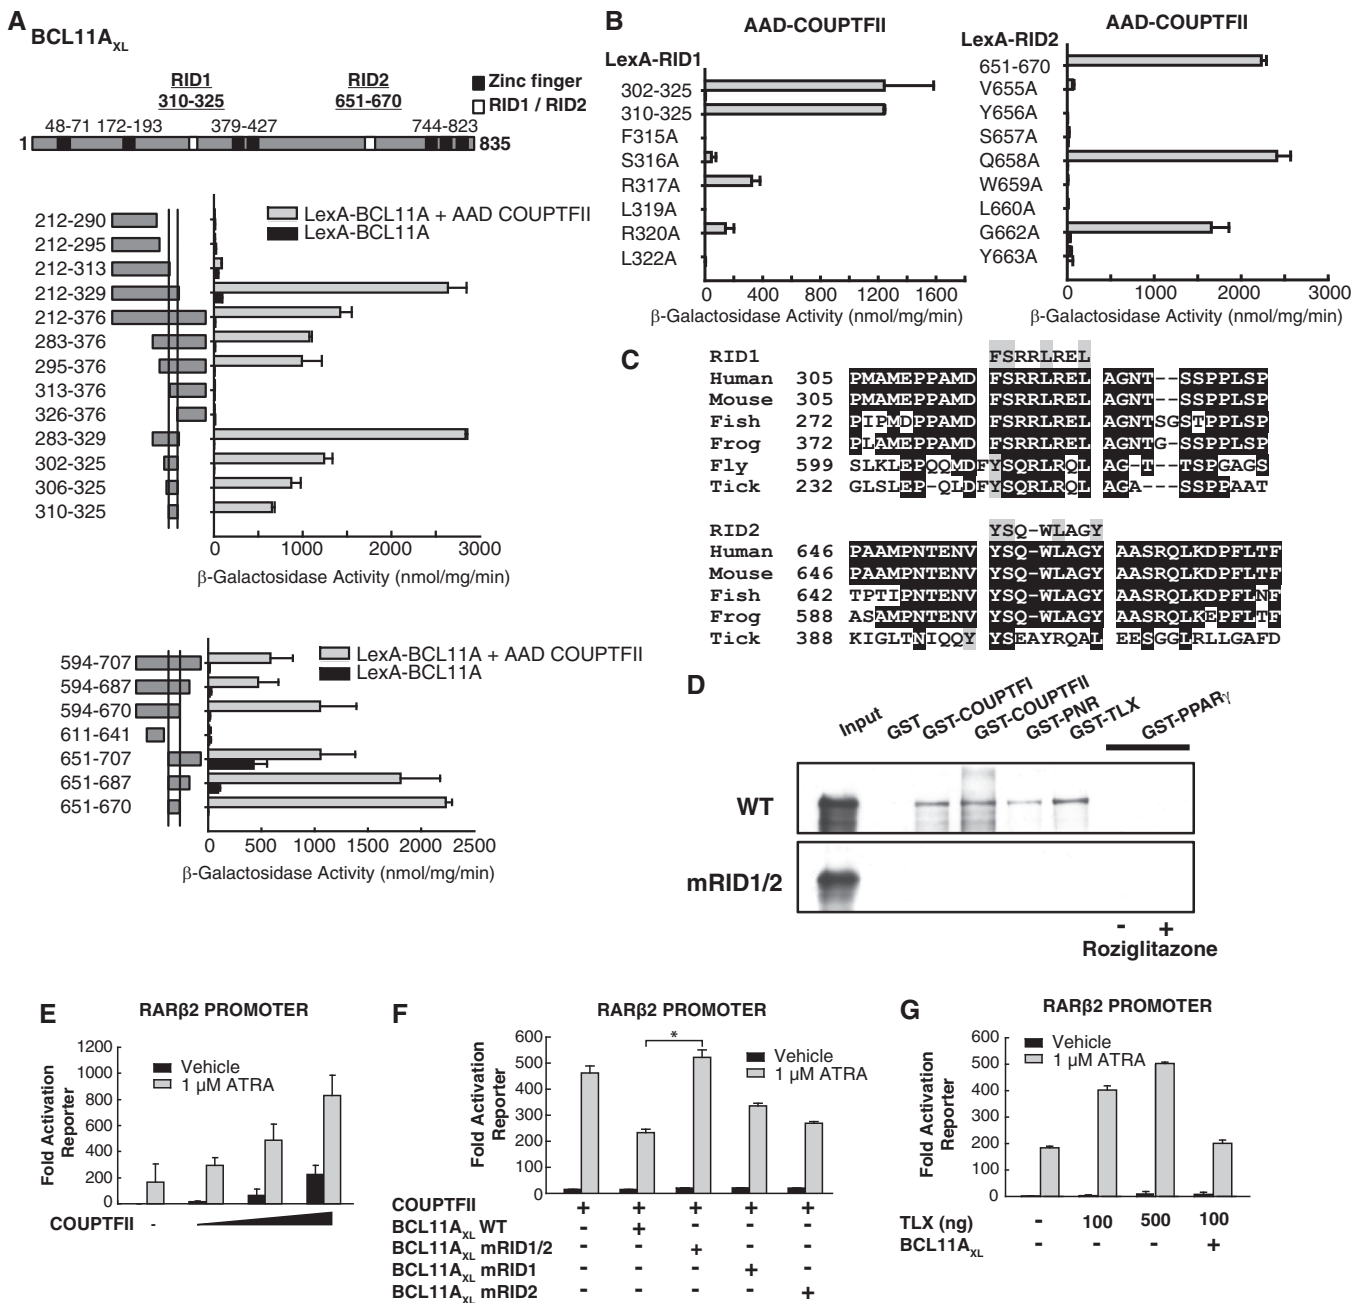 A
BCL11AXL
RID1
310-325
RID2
651-670
Zinc finger
RID1 / RID2
48-71 172-193 379-427 744-823
1 835
LexA-BCL11A + AAD COUPTFII
LexA-BCL11A
212-290
212-295
212-313
212-329
212-376
283-376
295-376
313-376
326-376
283-329
302-325
306-325
310-325
0 1000 2000 3000
β-Galactosidase Activity (nmol/mg/min)
LexA-BCL11A + AAD COUPTFII
LexA-BCL11A
594-707
594-687
594-670
611-641
651-707
651-687
651-670
0 500 1000 1500 2000 2500
β-Galactosidase Activity (nmol/mg/min)
B
AAD-COUPTFII
LexA-RID1
302-325
310-325
F315A
S316A
R317A
L319A
R320A
L322A
0 400 800 1200 1600
β-Galactosidase Activity (nmol/mg/min)
AAD-COUPTFII
LexA-RID2
651-670
V655A
Y656A
S657A
Q658A
W659A
L660A
G662A
Y663A
0 1000 2000 3000
β-Galactosidase Activity (nmol/mg/min)
C
RID1 FSRRLREL
Human 305 PMAMEPPAMD FSRRLREL AGNT--SSPPLSP
Mouse 305 PMAMEPPAMD FSRRLREL AGNT--SSPPLSP
Fish 272 PIPMDPPAMD FSRRLREL AGNTSGSTPPLSP
Frog 372 PLAMEPPAMD FSRRLREL AGNTG-SSPPLSP
Fly 599 SLKLEPQQMDFYSQRLRQL AG-T--TSPGAGS
Tick 232 GLSLEP-QLDFYSQRLRQL AGA---SSPPAAT
RID2 YSQ-WLAGY
Human 646 PAAMPNTENV YSQ-WLAGY AASRQLKDPFLTF
Mouse 646 PAAMPNTENV YSQ-WLAGY AASRQLKDPFLTF
Fish 642 TPTIPNTENV YSQ-WLAGY AASRQLKDPFLNF
Frog 588 ASAMPNTENV YSQ-WLAGY AASRQLKEPFLTF
Tick 388 KIGLTNIQQY YSEAYRQAL EESGGLRLLGAFD
D
Input GST GST-COUPTFI GST-COUPTFII GST-PNR GST-TLX GST-PPARγ
WT
mRID1/2
- +
Roziglitazone
E
RARβ2 PROMOTER
Vehicle
1 µM ATRA
Fold Activation
Reporter
1200
1000
800
600
400
200
0
COUPTFII -
F
RARβ2 PROMOTER
*
Vehicle
1 µM ATRA
Fold Activation
Reporter
600
500
400
300
200
100
0
COUPTFII + + + + +
BCL11AXL WT - + - - -
BCL11AXL mRID1/2 - - + - -
BCL11AXL mRID1 - - - + -
BCL11AXL mRID2 - - - - +
G
RARβ2 PROMOTER
Vehicle
1 µM ATRA
Fold Activation
Reporter
600
500
400
300
200
100
0
TLX (ng) - 100 500 100
BCL11AXL - - - +